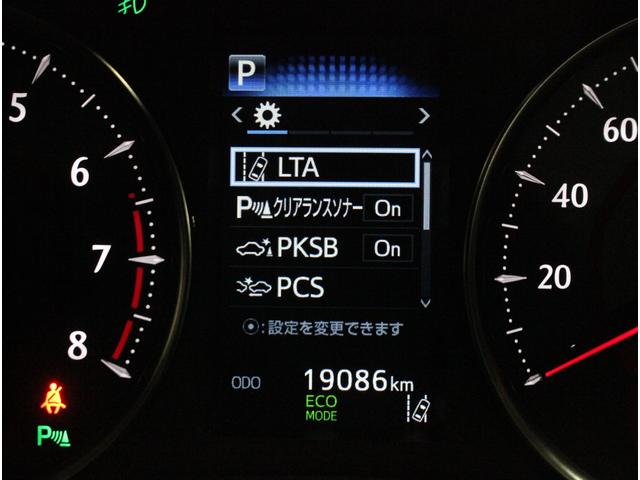 P
5
6
7
8
LTA
P クリアランスソナー On
PKSB On
PCS
:設定を変更できます
ODO 19086km
ECO
MODE
P
60
40
20